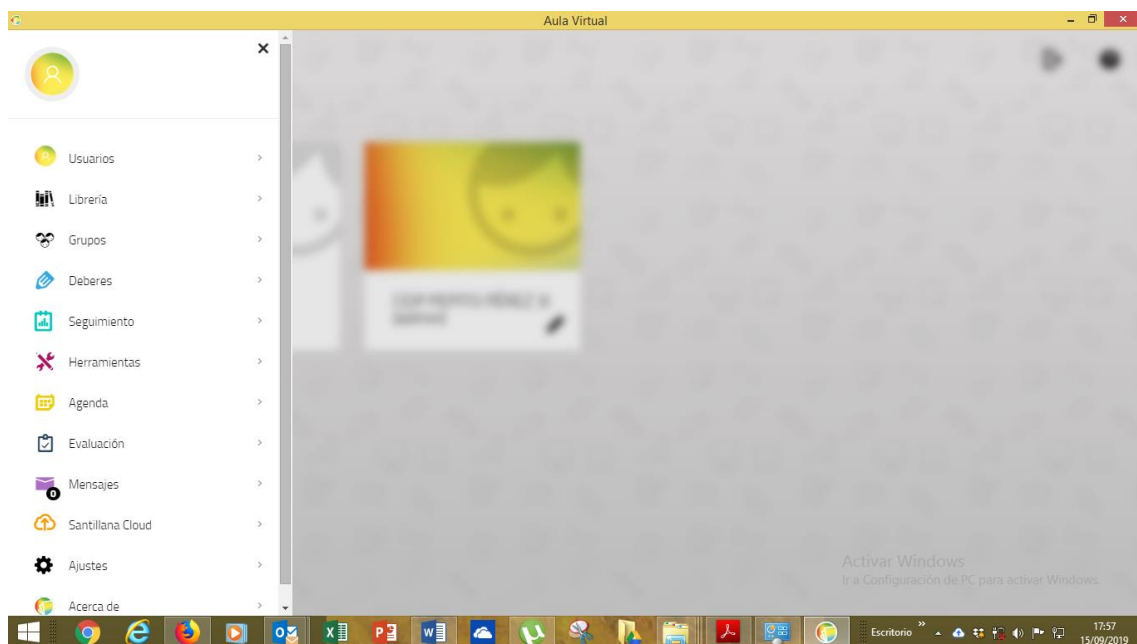 Aula Virtual
Usuarios
Librería
Grupos
Deberes
Seguimiento
Herramientas
Agenda
Evaluación
Mensajes
0
Santillana Cloud
Ajustes
Acerca de
Activar Windows
Ir a Configuración de PC para activar Windows.
Escritorio
17:57
15/09/2019